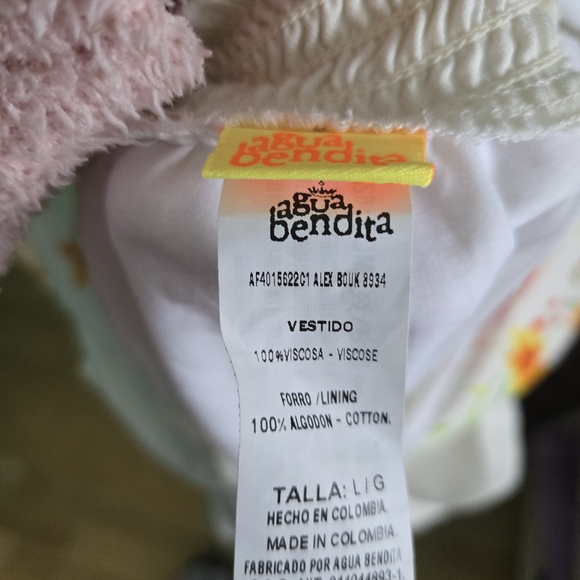 agua
bendita
agua
bendita
AF4015622C1 ALEX BOUK 8934
VESTIDO
100%VISCOSA - VISCOSE
FORRO /LINING
100% ALGODON - COTTON.
TALLA: L/G
HECHO EN COLOMBIA.
MADE IN COLOMBIA.
FABRICADO POR AGUA BENDITA